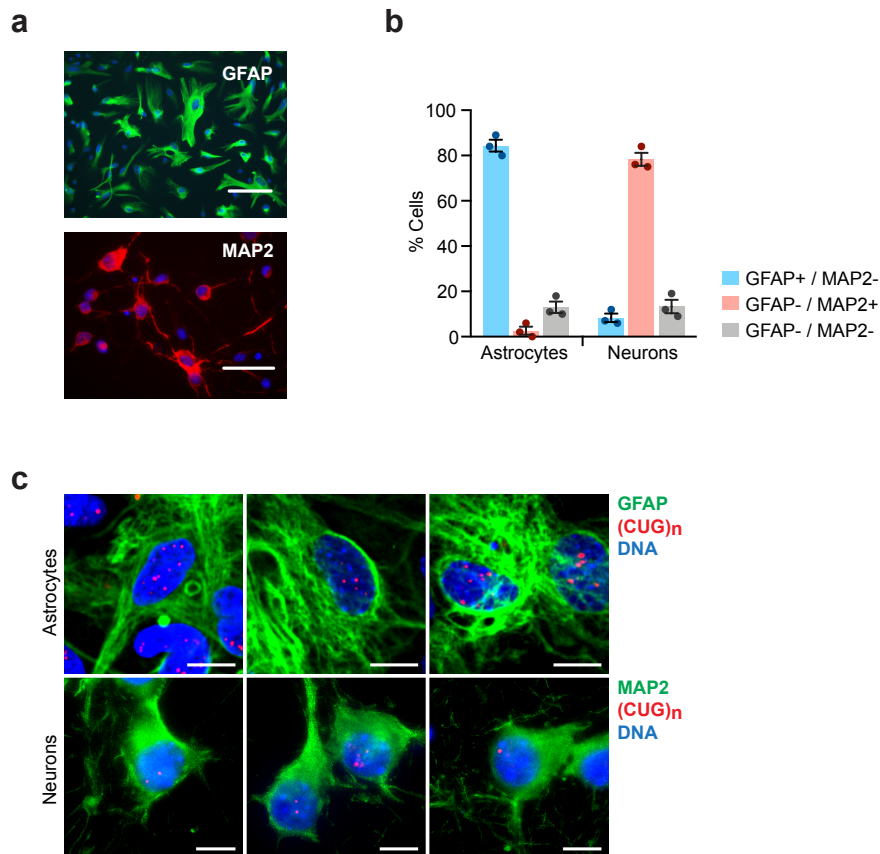 a
GFAP
MAP2
b
100
80
60
40
20
0
% Cells
Astrocytes
Neurons
GFAP+ / MAP2-
GFAP- / MAP2+
GFAP- / MAP2-
c
Astrocytes
GFAP
(CUG)n
DNA
Neurons
MAP2
(CUG)n
DNA